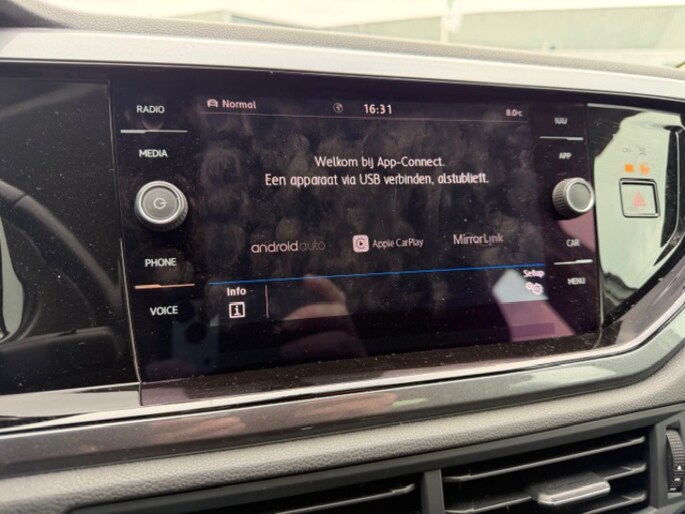 RADIO
Normal
16:31
8.0°C
NAV
MEDIA
Welkom bij App-Connect.
Een apparaat via USB verbinden, alstublieft.
APP
androidauto
Apple CarPlay
MirrorLink
PHONE
CAR
Setup
Info
i
MENU
VOICE